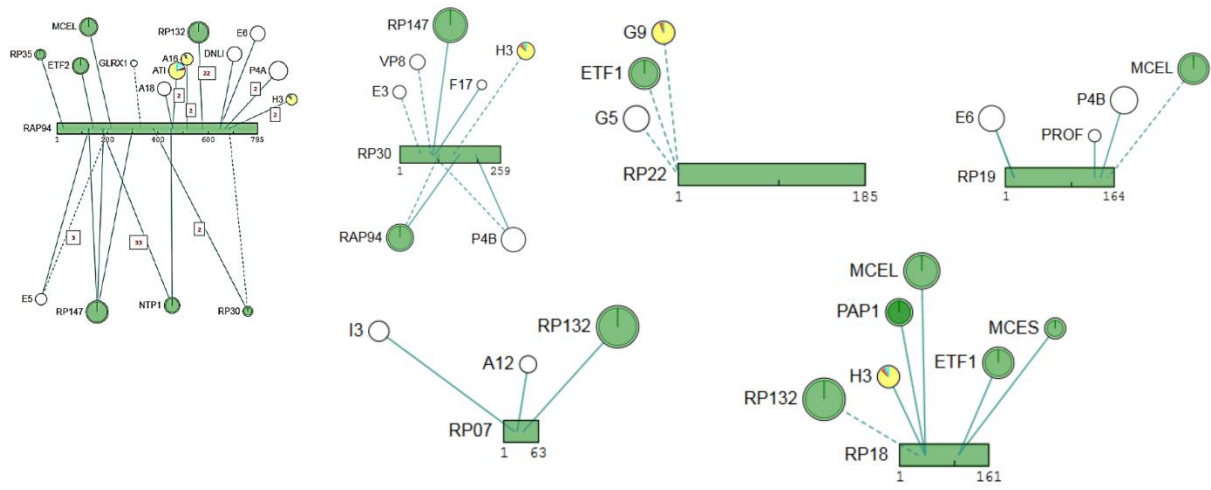 MCEL
RP132
E6
RP35
ETF2
GLRX1
A16
ATI
DNLI
P4A
A18
22
2
2
2
2
H3
RAP94
1
200
400
600
795
3
33
2
E5
RP147
NTP1
RP30
RP147
H3
VP8
F17
E3
RP30
1
259
RAP94
P4B
G9
ETF1
G5
RP22
1
185
MCEL
P4B
E6
PROF
RP19
1
164
I3
A12
RP132
RP07
1
63
MCEL
PAP1
MCES
ETF1
H3
RP132
RP18
1
161